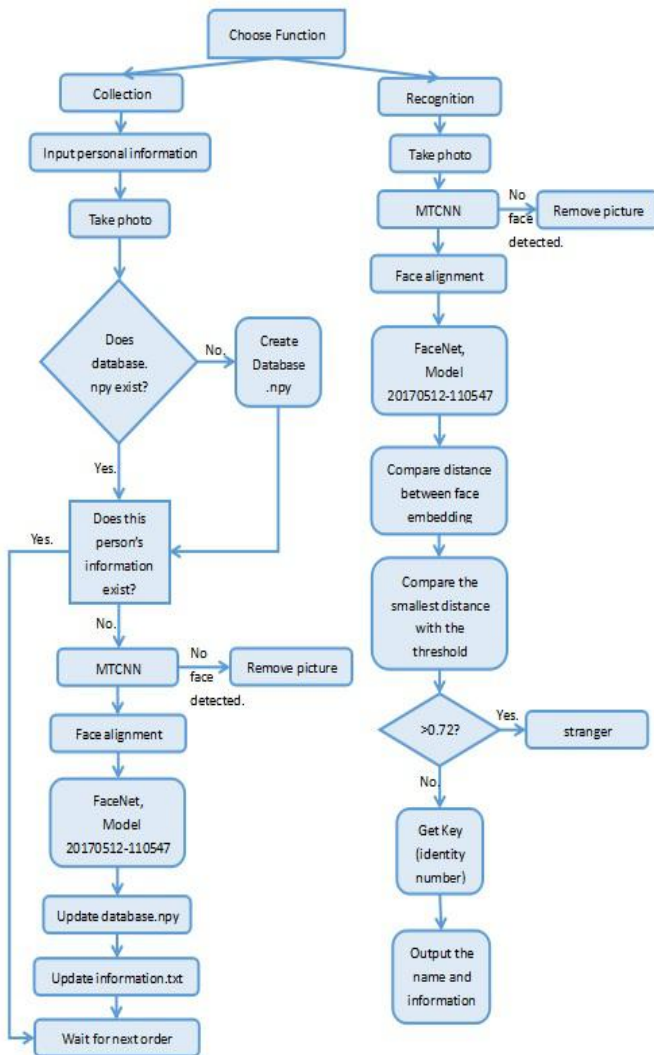 Choose Function
Collection
Input personal information
Take photo
Does
database.
npy exist?
No.
Create
Database
.npy
Yes.
Does this
person's
information
exist?
Yes.
No.
MTCNN
No
face
detected.
Remove picture
Face alignment
FaceNet,
Model
20170512-110547
Update database.npy
Update information.txt
Wait for next order
Recognition
Take photo
MTCNN
No
face
detected.
Remove picture
Face alignment
FaceNet,
Model
20170512-110547
Compare distance
between face
embedding
Compare the
smallest distance
with the
threshold
>0.72?
Yes.
stranger
No.
Get Key
(identity
number)
Output the
name and
information